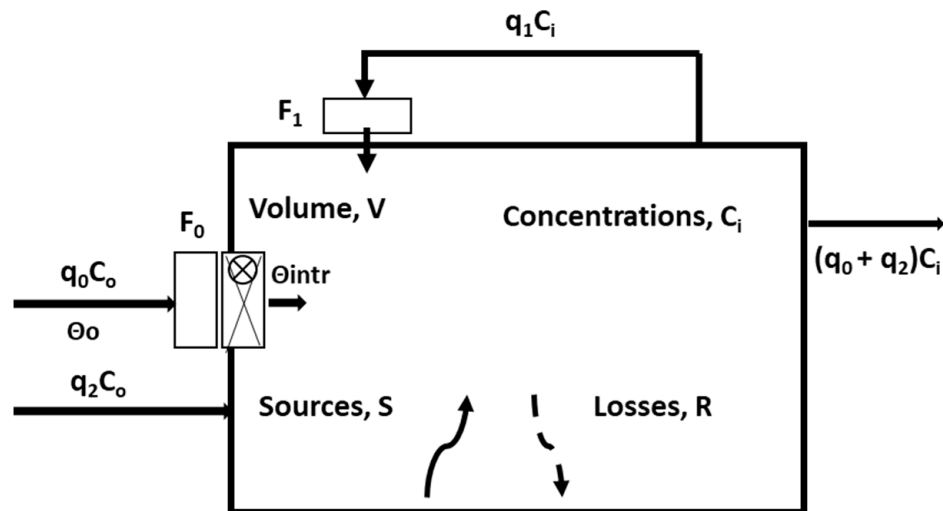 q₁Cᵢ
F₁
Volume, V
Concentrations, Cᵢ
F₀
q₀Cₒ
Θintr
(q₀ + q₂)Cᵢ
Θo
q₂Cₒ
Sources, S
Losses, R